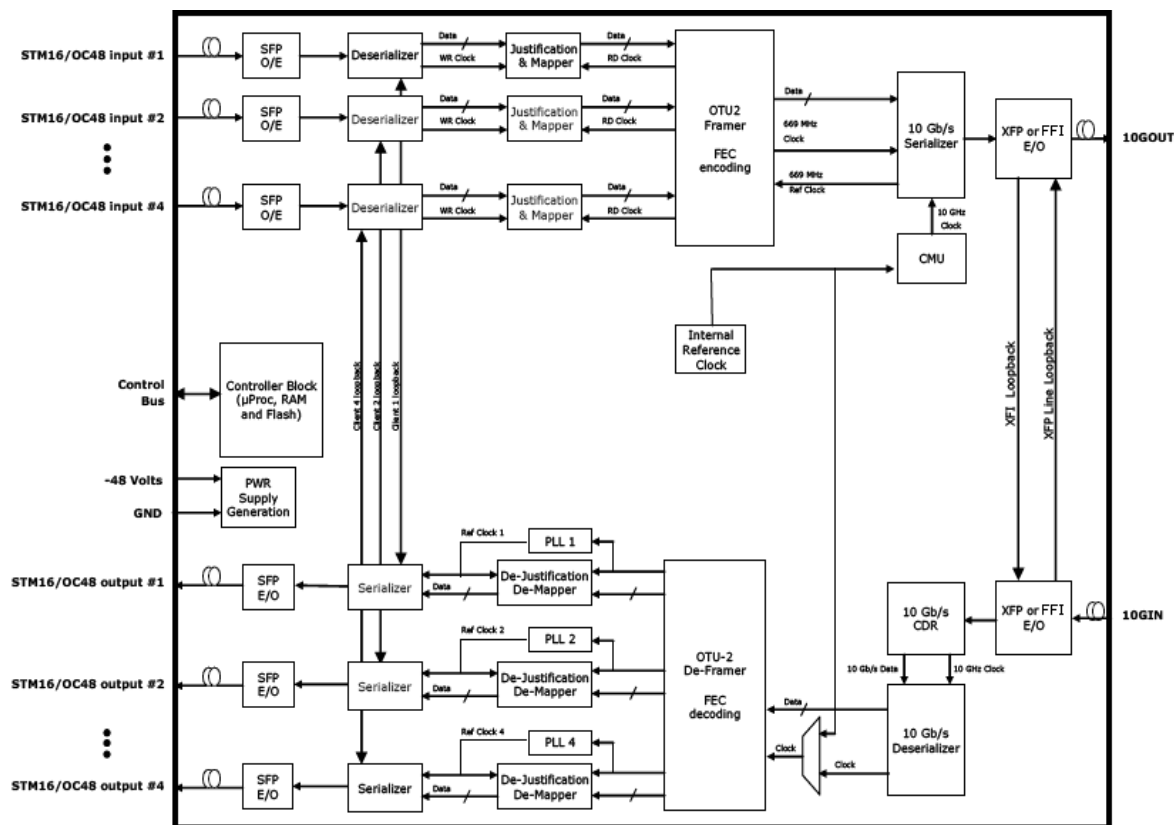 STM16/OC48 input #1
SFP
O/E
Deserializer
Data
WR Clock
Justification
& Mapper
Data
RD Clock
STM16/OC48 input #2
SFP
O/E
Deserializer
Data
WR Clock
Justification
& Mapper
Data
RD Clock
STM16/OC48 input #4
SFP
O/E
Deserializer
Data
WR Clock
Justification
& Mapper
Data
RD Clock
OTU2
Framer
FEC
encoding
Data
669 MHz
Clock
669 MHz
Ref Clock
10 Gb/s
Serializer
XFP or FFI
E/O
10GOUT
10 GHz
Clock
CMU
Internal
Reference
Clock
XFI Loopback
XFP Line Loopback
Client 4 loopback
Client 2 loopback
Client 1 loopback
Control
Bus
Controller Block
(µProc, RAM
and Flash)
-48 Volts
GND
PWR
Supply
Generation
STM16/OC48 output #1
SFP
E/O
Serializer
Ref Clock 1
Data
PLL 1
De-Justification
De-Mapper
STM16/OC48 output #2
SFP
E/O
Serializer
Ref Clock 2
Data
PLL 2
De-Justification
De-Mapper
STM16/OC48 output #4
SFP
E/O
Serializer
Ref Clock 4
Data
PLL 4
De-Justification
De-Mapper
OTU-2
De-Framer
FEC
decoding
Data
Clock
Clock
10 Gb/s
CDR
10 Gb/s Data
10 GHz Clock
10 Gb/s
Deserializer
XFP or FFI
E/O
10GIN